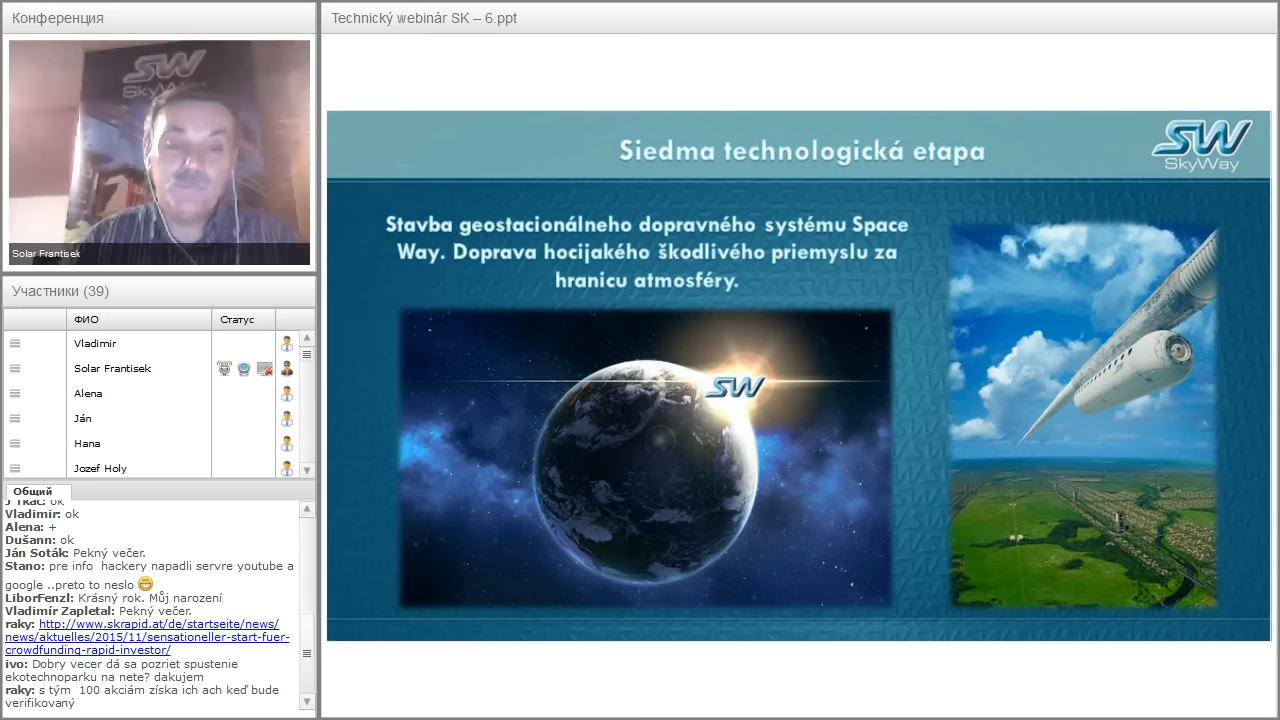 Конференция
SW
SkyWay
Solar Frantisek
Участники (39)
ФИО
Статус
Vladimir
Solar Frantisek
Alena
Ján
Hana
Jozef Holy
Общий
J Tkac: ok
Vladimir: ok
Alena: +
Dušann: ok
Ján Soták: Pekný večer.
Stano: pre info hackery napadli servre youtube a
google ..preto to neslo
LiborFenzl: Krásný rok. Můj narození
Vladimír Zapletal: Pekný večer.
raky: http://www.skrapid.at/de/startseite/news/
news/aktuelles/2015/11/sensationeller-start-fuer-
crowdfunding-rapid-investor/
ivo: Dobry vecer dá sa pozriet spustenie
ekotechnoparku na nete? dakujem
raky: s tým 100 akciám získa ich ach keď bude
verifikovaný
Technický webinár SK – 6.ppt
Siedma technologická etapa
SW
SkyWay
Stavba geostacionálneho dopravného systému Space
Way. Doprava hocijakého škodlivého priemyslu za
hranicu atmosféry.
SW